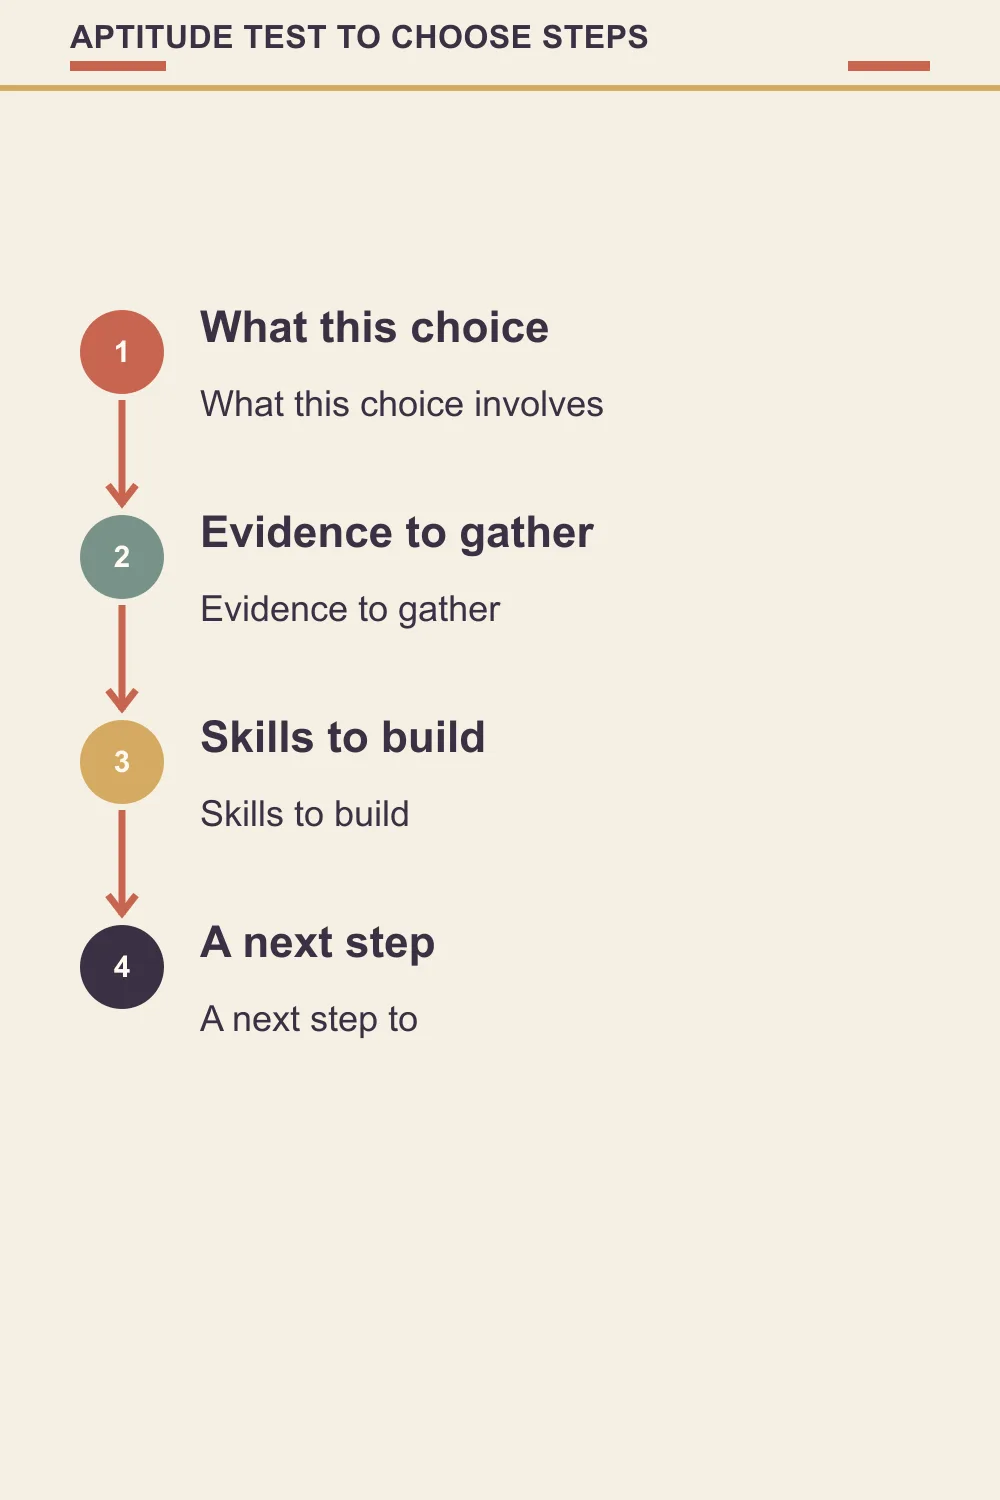 APTITUDE TEST TO CHOOSE STEPS
1
What this choice
What this choice involves
2
Evidence to gather
Evidence to gather
3
Skills to build
Skills to build
4
A next step
A next step to